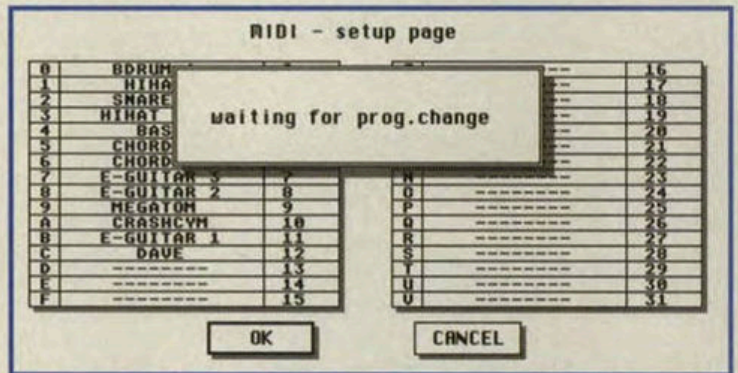 MIDI - setup page
waiting for prog.change
0 BDRUM 16
1 HIHA 17
2 SNARE 18
3 HIHAT 19
4 BAS 20
5 CHORD 21
6 CHORD 22
7 E-GUITAR 3 7 N -------- 23
8 E-GUITAR 2 8 O -------- 24
9 MEGATOM 9 P -------- 25
A CRASHCYM 10 Q -------- 26
B E-GUITAR 1 11 R -------- 27
C DAVE 12 S -------- 28
D -------- 13 T -------- 29
E -------- 14 U -------- 30
F -------- 15 V -------- 31
OK CANCEL